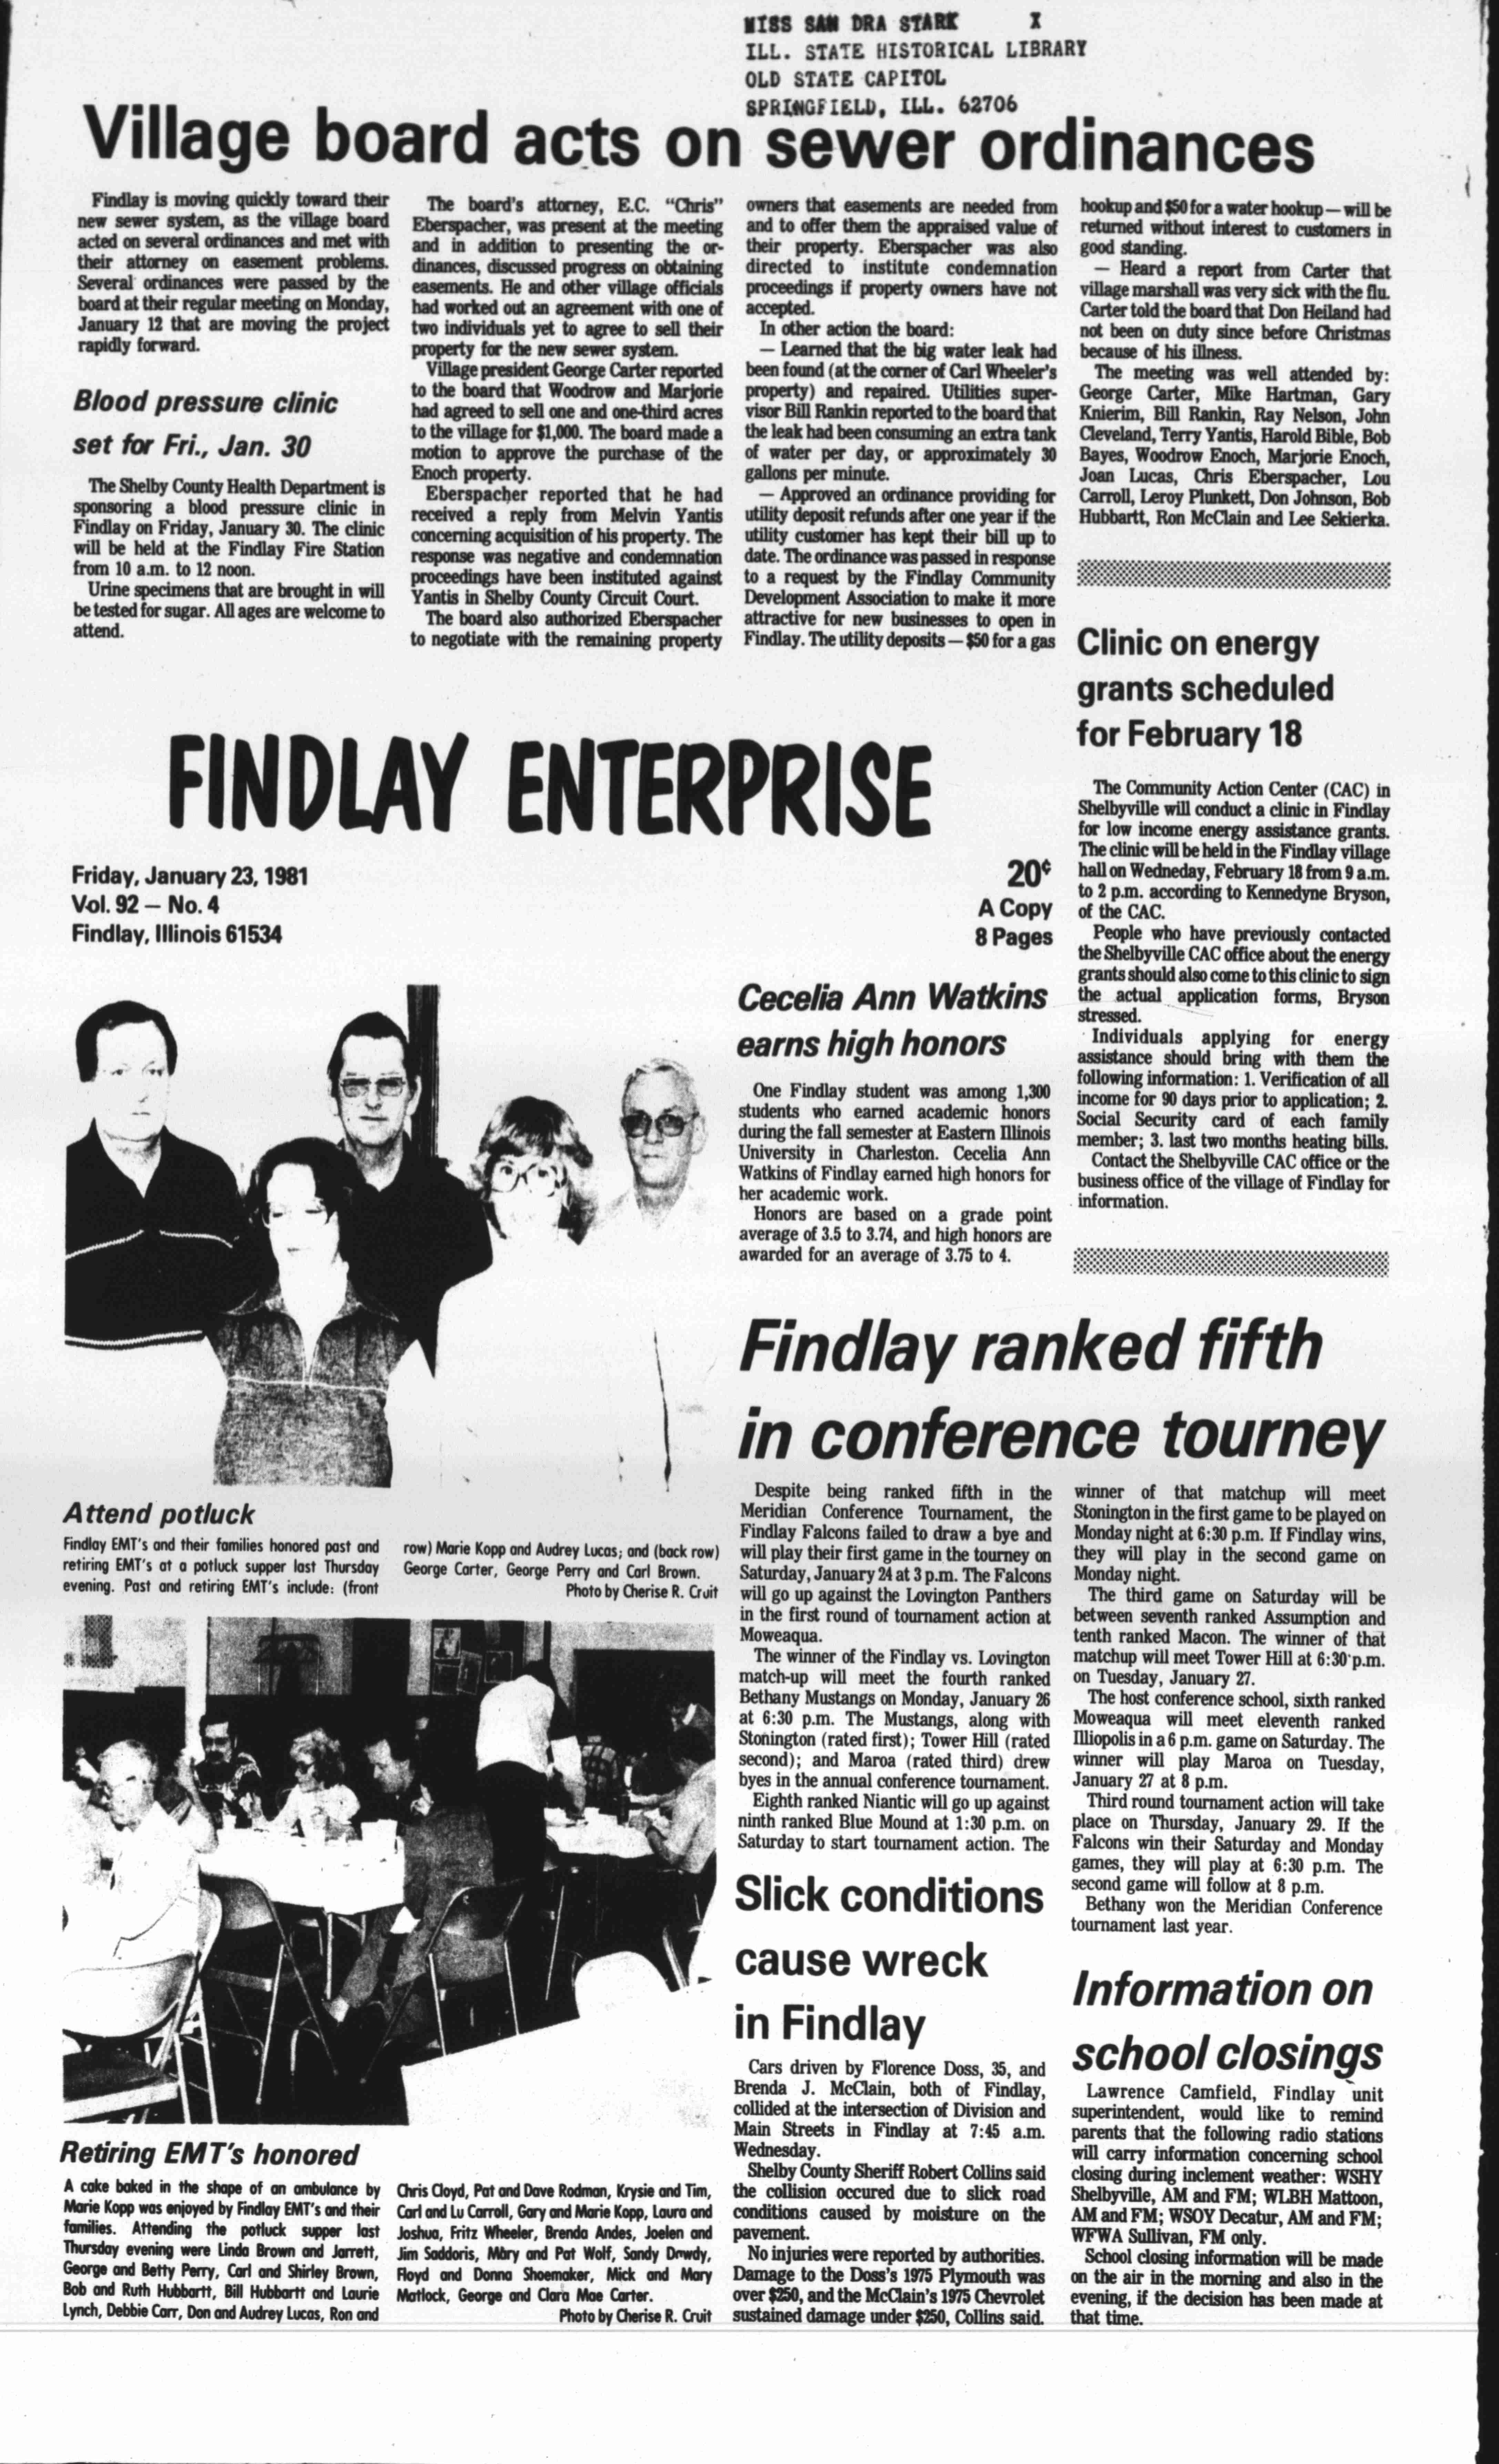 MISS SAN DRA STARK X
ILL. STATE HISTORICAL LIBRARY
OLD STATE CAPITOL
SPRINGFIELD, ILL. 62706
Village board acts on sewer ordinances
Findlay is moving quickly toward their
new sewer system, as the village board
acted on several ordinances and met with
their attorney on easement problems.
Several ordinances were passed by the
board at their regular meeting on Monday,
January 12 that are moving the project
rapidly forward.
Blood pressure clinic
set for Fri., Jan. 30
The Shelby County Health Department is
sponsoring a blood pressure clinic in
Findlay on Friday, January 30. The clinic
will be held at the Findlay Fire Station
from 10 a.m. to 12 noon.
Urine specimens that are brought in will
be tested for sugar. All ages are welcome to
attend.
The board's attorney, E.C. "Chris"
Eberspacher, was present at the meeting
and in addition to presenting the or-
dinances, discussed progress on obtaining
easements. He and other village officials
had worked out an agreement with one of
two individuals yet to agree to sell their
property for the new sewer system.
Village president George Carter reported
to the board that Woodrow and Marjorie
had agreed to sell one and one-third acres
to the village for $1,000. The board made a
motion to approve the purchase of the
Enoch property.
Eberspacher reported that he had
received a reply from Melvin Yantis
concerning acquisition of his property. The
response was negative and condemnation
proceedings have been instituted against
Yantis in Shelby County Circuit Court.
The board also authorized Eberspacher
to negotiate with the remaining property
owners that easements are needed from
and to offer them the appraised value of
their property. Eberspacher was also
directed to institute condemnation
proceedings if property owners have not
accepted.
In other action the board:
— Learned that the big water leak had
been found (at the corner of Carl Wheeler's
property) and repaired. Utilities super-
visor Bill Rankin reported to the board that
the leak had been consuming an extra tank
of water per day, or approximately 30
gallons per minute.
— Approved an ordinance providing for
utility deposit refunds after one year if the
utility customer has kept their bill up to
date. The ordinance was passed in response
to a request by the Findlay Community
Development Association to make it more
attractive for new businesses to open in
Findlay. The utility deposits — $50 for a gas
hookup and $50 for a water hookup — will be
returned without interest to customers in
good standing.
— Heard a report from Carter that
village marshall was very sick with the flu.
Carter told the board that Don Heiland had
not been on duty since before Christmas
because of his illness.
The meeting was well attended by:
George Carter, Mike Hartman, Gary
Knierim, Bill Rankin, Ray Nelson, John
Cleveland, Terry Yantis, Harold Bible, Bob
Bayes, Woodrow Enoch, Marjorie Enoch,
Joan Lucas, Chris Eberspacher, Lou
Carroll, Leroy Plunkett, Don Johnson, Bob
Hubbartt, Ron McClain and Lee Sekierka.
Clinic on energy
grants scheduled
for February 18
The Community Action Center (CAC) in
Shelbyville will conduct a clinic in Findlay
for low income energy assistance grants.
The clinic will be held in the Findlay village
hall on Wedneday, February 18 from 9 a.m.
to 2 p.m. according to Kennedyne Bryson,
of the CAC.
People who have previously contacted
the Shelbyville CAC office about the energy
grants should also come to this clinic to sign
the actual application forms, Bryson
stressed.
Individuals applying for energy
assistance should bring with them the
following information: 1. Verification of all
income for 90 days prior to application; 2.
Social Security card of each family
member; 3. last two months heating bills.
Contact the Shelbyville CAC office or the
business office of the village of Findlay for
information.
FINDLAY ENTERPRISE
Friday, January 23, 1981
Vol. 92 — No. 4
Findlay, Illinois 61534
20¢
A Copy
8 Pages
Cecelia Ann Watkins
earns high honors
One Findlay student was among 1,300
students who earned academic honors
during the fall semester at Eastern Illinois
University in Charleston. Cecelia Ann
Watkins of Findlay earned high honors for
her academic work.
Honors are based on a grade point
average of 3.5 to 3.74, and high honors are
awarded for an average of 3.75 to 4.
Attend potluck
Findlay EMT's and their families honored past and
retiring EMT's at a potluck supper last Thursday
evening. Past and retiring EMT's include: (front
row) Marie Kopp and Audrey Lucas; and (back row)
George Carter, George Perry and Carl Brown.
Photo by Cherise R. Cruit
Findlay ranked fifth
in conference tourney
Despite being ranked fifth in the
Meridian Conference Tournament, the
Findlay Falcons failed to draw a bye and
will play their first game in the tourney on
Saturday, January 24 at 3 p.m. The Falcons
will go up against the Lovington Panthers
in the first round of tournament action at
Moweaqua.
The winner of the Findlay vs. Lovington
match-up will meet the fourth ranked
Bethany Mustangs on Monday, January 26
at 6:30 p.m. The Mustangs, along with
Stonington (rated first); Tower Hill (rated
second); and Maroa (rated third) drew
byes in the annual conference tournament.
Eighth ranked Niantic will go up against
ninth ranked Blue Mound at 1:30 p.m. on
Saturday to start tournament action. The
winner of that matchup will meet
Stonington in the first game to be played on
Monday night at 6:30 p.m. If Findlay wins,
they will play in the second game on
Monday night.
The third game on Saturday will be
between seventh ranked Assumption and
tenth ranked Macon. The winner of that
matchup will meet Tower Hill at 6:30 p.m.
on Tuesday, January 27.
The host conference school, sixth ranked
Moweaqua will meet eleventh ranked
Illiopolis in a 6 p.m. game on Saturday. The
winner will play Maroa on Tuesday,
January 27 at 8 p.m.
Third round tournament action will take
place on Thursday, January 29. If the
Falcons win their Saturday and Monday
games, they will play at 6:30 p.m. The
second game will follow at 8 p.m.
Bethany won the Meridian Conference
tournament last year.
Slick conditions
cause wreck
in Findlay
Cars driven by Florence Doss, 35, and
Brenda J. McClain, both of Findlay,
collided at the intersection of Division and
Main Streets in Findlay at 7:45 a.m.
Wednesday.
Shelby County Sheriff Robert Collins said
the collision occured due to slick road
conditions caused by moisture on the
pavement.
No injuries were reported by authorities.
Damage to the Doss's 1975 Plymouth was
over $250, and the McClain's 1975 Chevrolet
sustained damage under $250, Collins said.
Information on
school closings
Lawrence Camfield, Findlay unit
superintendent, would like to remind
parents that the following radio stations
will carry information concerning school
closing during inclement weather: WSHY
Shelbyville, AM and FM; WLBH Mattoon,
AM and FM; WSOY Decatur, AM and FM;
WFWA Sullivan, FM only.
School closing information will be made
on the air in the morning and also in the
evening, if the decision has been made at
that time.
Retiring EMT's honored
A cake baked in the shape of an ambulance by
Marie Kopp was enjoyed by Findlay EMT's and their
families. Attending the potluck supper last
Thursday evening were Linda Brown and Jarrett,
George and Betty Perry, Carl and Shirley Brown,
Bob and Ruth Hubbartt, Bill Hubbartt and Laurie
Lynch, Debbie Carr, Don and Audrey Lucas, Ron and
Chris Cloyd, Pat and Dave Rodman, Krysie and Tim,
Carl and Lu Carroll, Gary and Marie Kopp, Laura and
Joshua, Fritz Wheeler, Brenda Andes, Joelen and
Jim Saddoris, Mary and Pat Wolf, Sandy Dowdy,
Floyd and Donna Shoemaker, Mick and Mary
Matlock, George and Clara Mae Carter.
Photo by Cherise R. Cruit